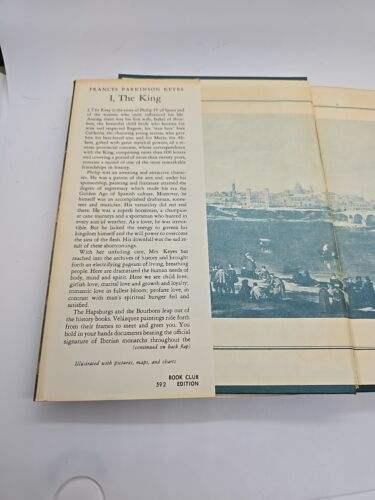 FRANCES PARKINSON KEYES
I, The King
I, The King is the story of Philip IV of Spain and
of the women who most influenced his life.
Among them was his first wife, Isabel of Bour-
bon, the beautiful child bride who became his
wise and respected Regent; his "true love" Inés
Calderón, the charming young actress, who gave
him his best-loved son; and Sor María, the Ab-
bess, gifted with great mystical powers, of a re-
mote provincial convent, whose correspondence
with the King, comprising more than 600 letters
and covering a period of more than twenty years,
remains a record of one of the most remarkable
friendships in history.
Philip was an arresting and attractive charac-
ter. He was a patron of the arts and, under his
sponsorship, painting and literature attained the
degree of supremacy which made his era the
Golden Age of Spanish culture. Moreover, he
himself was an accomplished draftsman, some-
poet and musician. His versatility did not end
there. He was a superb horseman, a champion
at cane tourneys and a sportsman who hunted in
every sort of weather. As a lover, he was irresis-
tible. But he lacked the energy to govern his
kingdom himself and the will power to overcome
the sins of the flesh. His downfall was the sad re-
sult of these shortcomings.
With her unfailing care, Mrs. Keyes has
reached into the archives of history and brought
forth an electrifying pageant of living, breathing
people. Here are dramatized the human needs of
body, mind and spirit. Here we see child love;
girlish love; marital love and growth and loyalty;
romantic love in fullest bloom; profane love, in
contrast with man's spiritual hunger fed and
satisfied.
The Hapsburgs and the Bourbons leap out of
the history books. Velásquez paintings ride forth
from their frames to meet and greet you. You
hold in your hands documents bearing the official
signature of Iberian monarchs throughout the
(continued on back flap)
Illustrated with pictures, maps, and charts
BOOK CLUB
592 EDITION